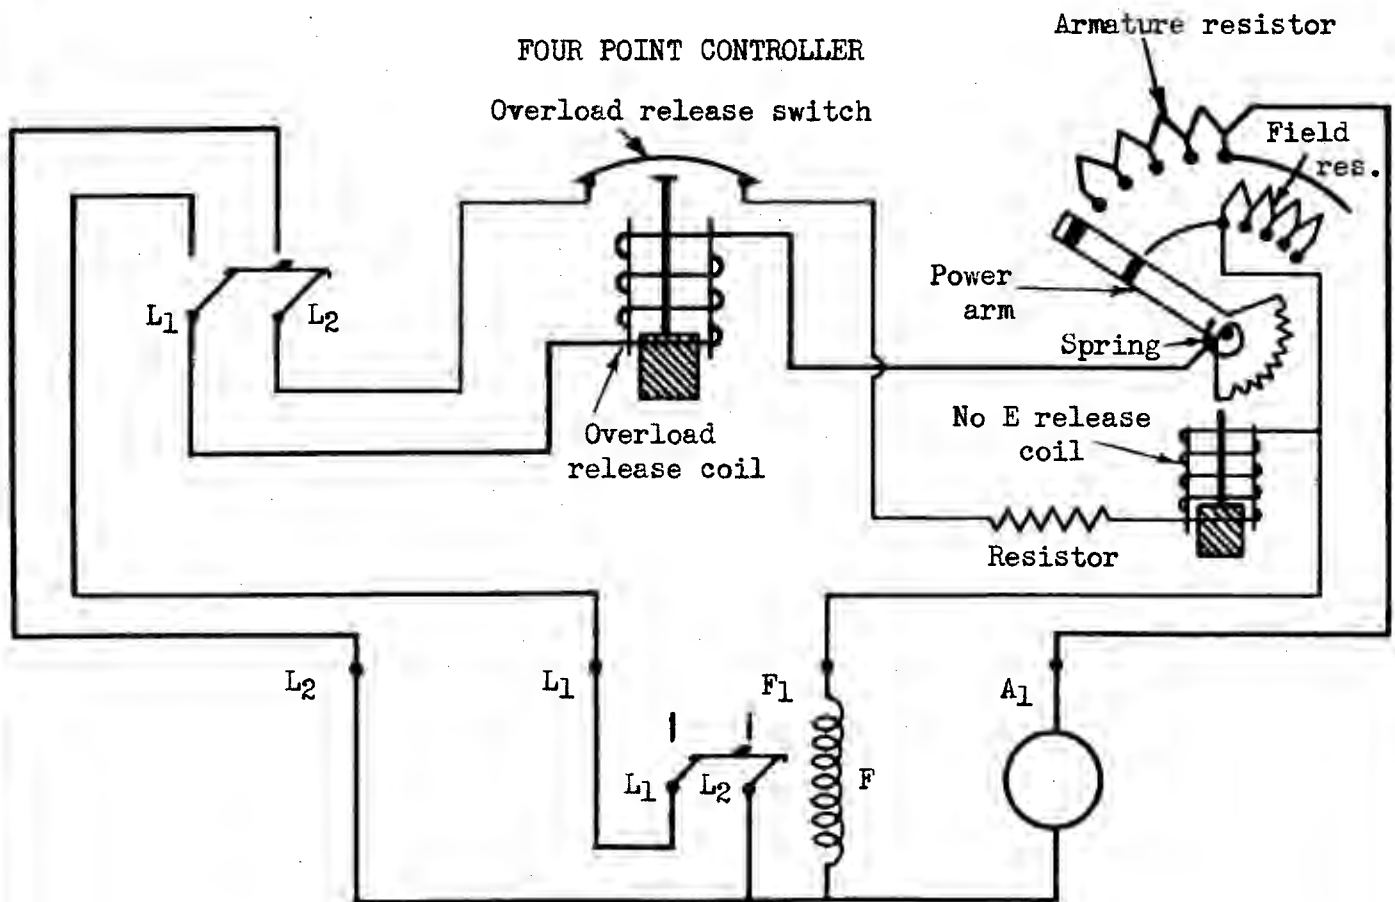 FOUR POINT CONTROLLER
Armature resistor
Overload release switch
Field
res.
Power
arm
L1
L2
Spring
No E release
coil
Overload
release coil
Resistor
L2
L1
F1
A1
L1
L2
F